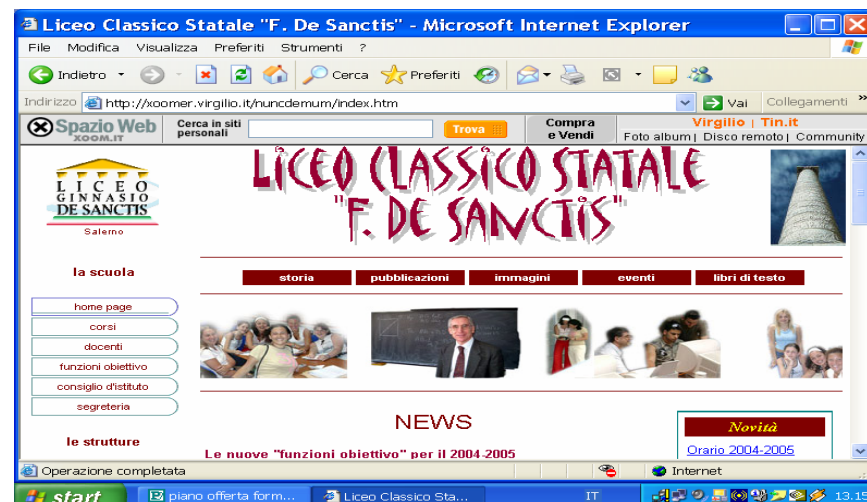 Liceo Classico Statale "F. De Sanctis" - Microsoft Internet Explorer
File Modifica Visualizza Preferiti Strumenti ?
Indietro Cerca Preferiti
Indirizzo http://xoomer.virgilio.it/nuncdemum/index.htm Vai Collegamenti »
Spazio Web XOOM.IT Cerca in siti personali Trova Compra e Vendi Virgilio | Tin.it
Foto album | Disco remoto | Community
LICEO GINNASIO DE SANCTIS
Salerno
LICEO CLASSICO STATALE
"F. DE SANCTIS"
storia pubblicazioni immagini eventi libri di testo
la scuola
home page
corsi
docenti
funzioni obiettivo
consiglio d'istituto
segreteria
le strutture
NEWS
Le nuove "funzioni obiettivo" per il 2004-2005
Novità
Orario 2004-2005
Operazione completata Internet
start piano offerta form... Liceo Classico Sta... IT 13.15